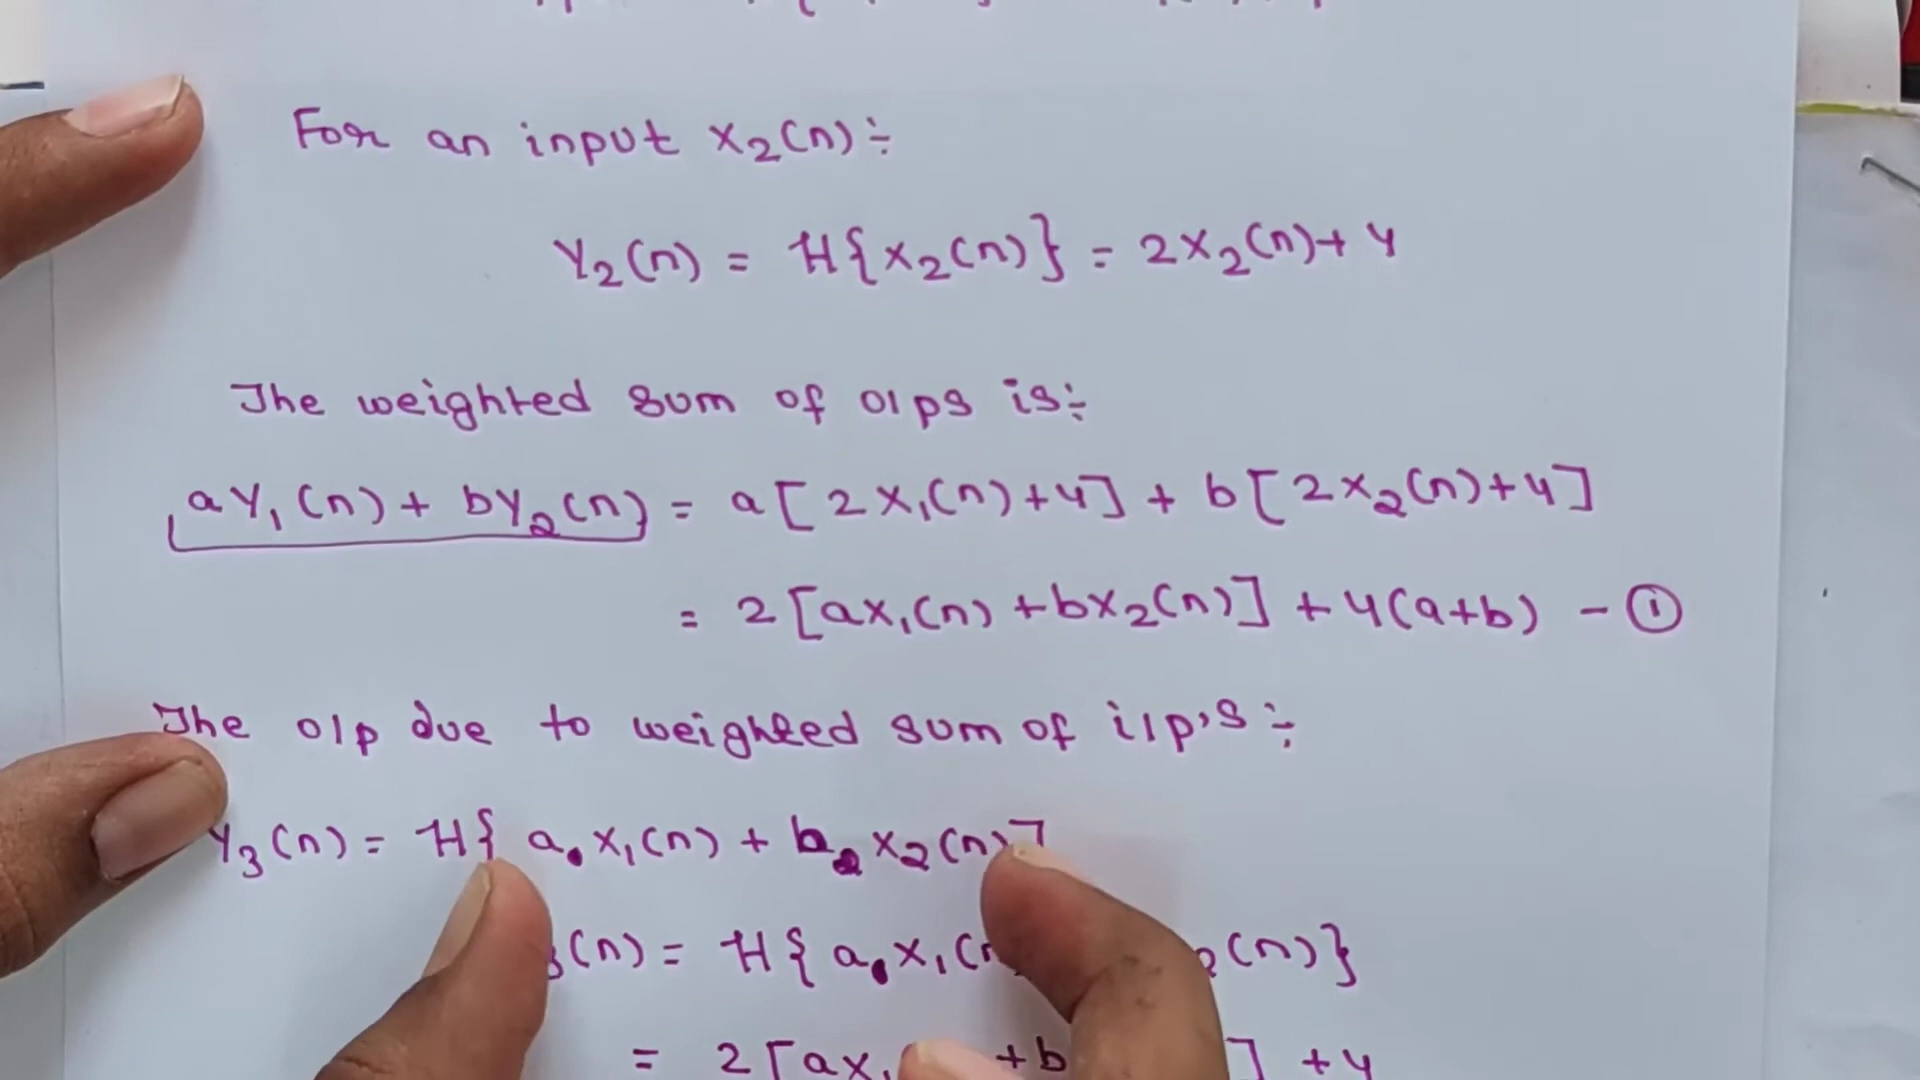 For an input x₂(n)÷
Y₂(n) = H{x₂(n)} = 2x₂(n)+4
The weighted sum of o/ps is÷
aY₁(n) + bY₂(n) = a[2x₁(n)+4] + b[2x₂(n)+4]
= 2[ax₁(n) +bx₂(n)] +4(a+b) - ①
The o/p due to weighted sum of i/p's÷
Y₃(n) = H{ a x₁(n) + b x₂(n)]
₃(n) = H{ a x₁(n ₂(n)}
= 2[ax₁ +b ] +4